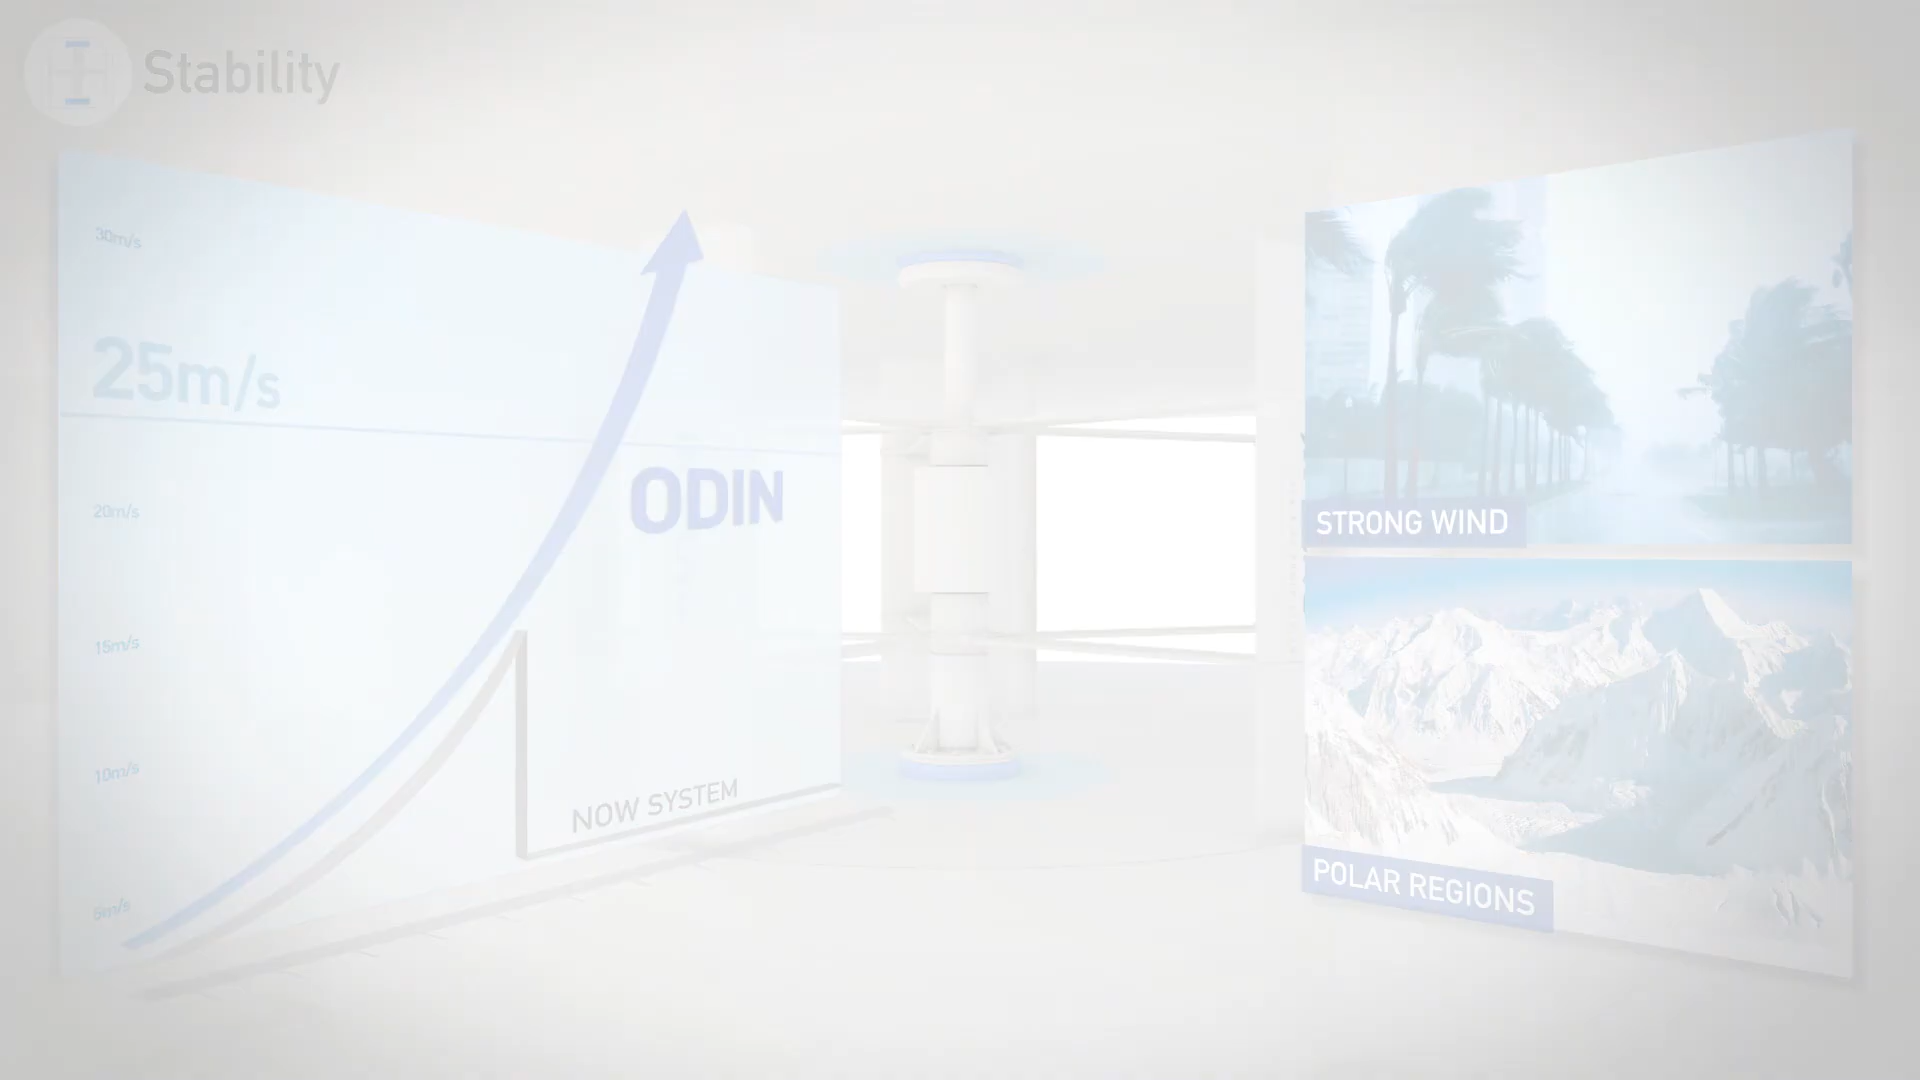 Stability
30m/s
25m/s
20m/s
15m/s
10m/s
5m/s
ODIN
NOW SYSTEM
STRONG WIND
POLAR REGIONS